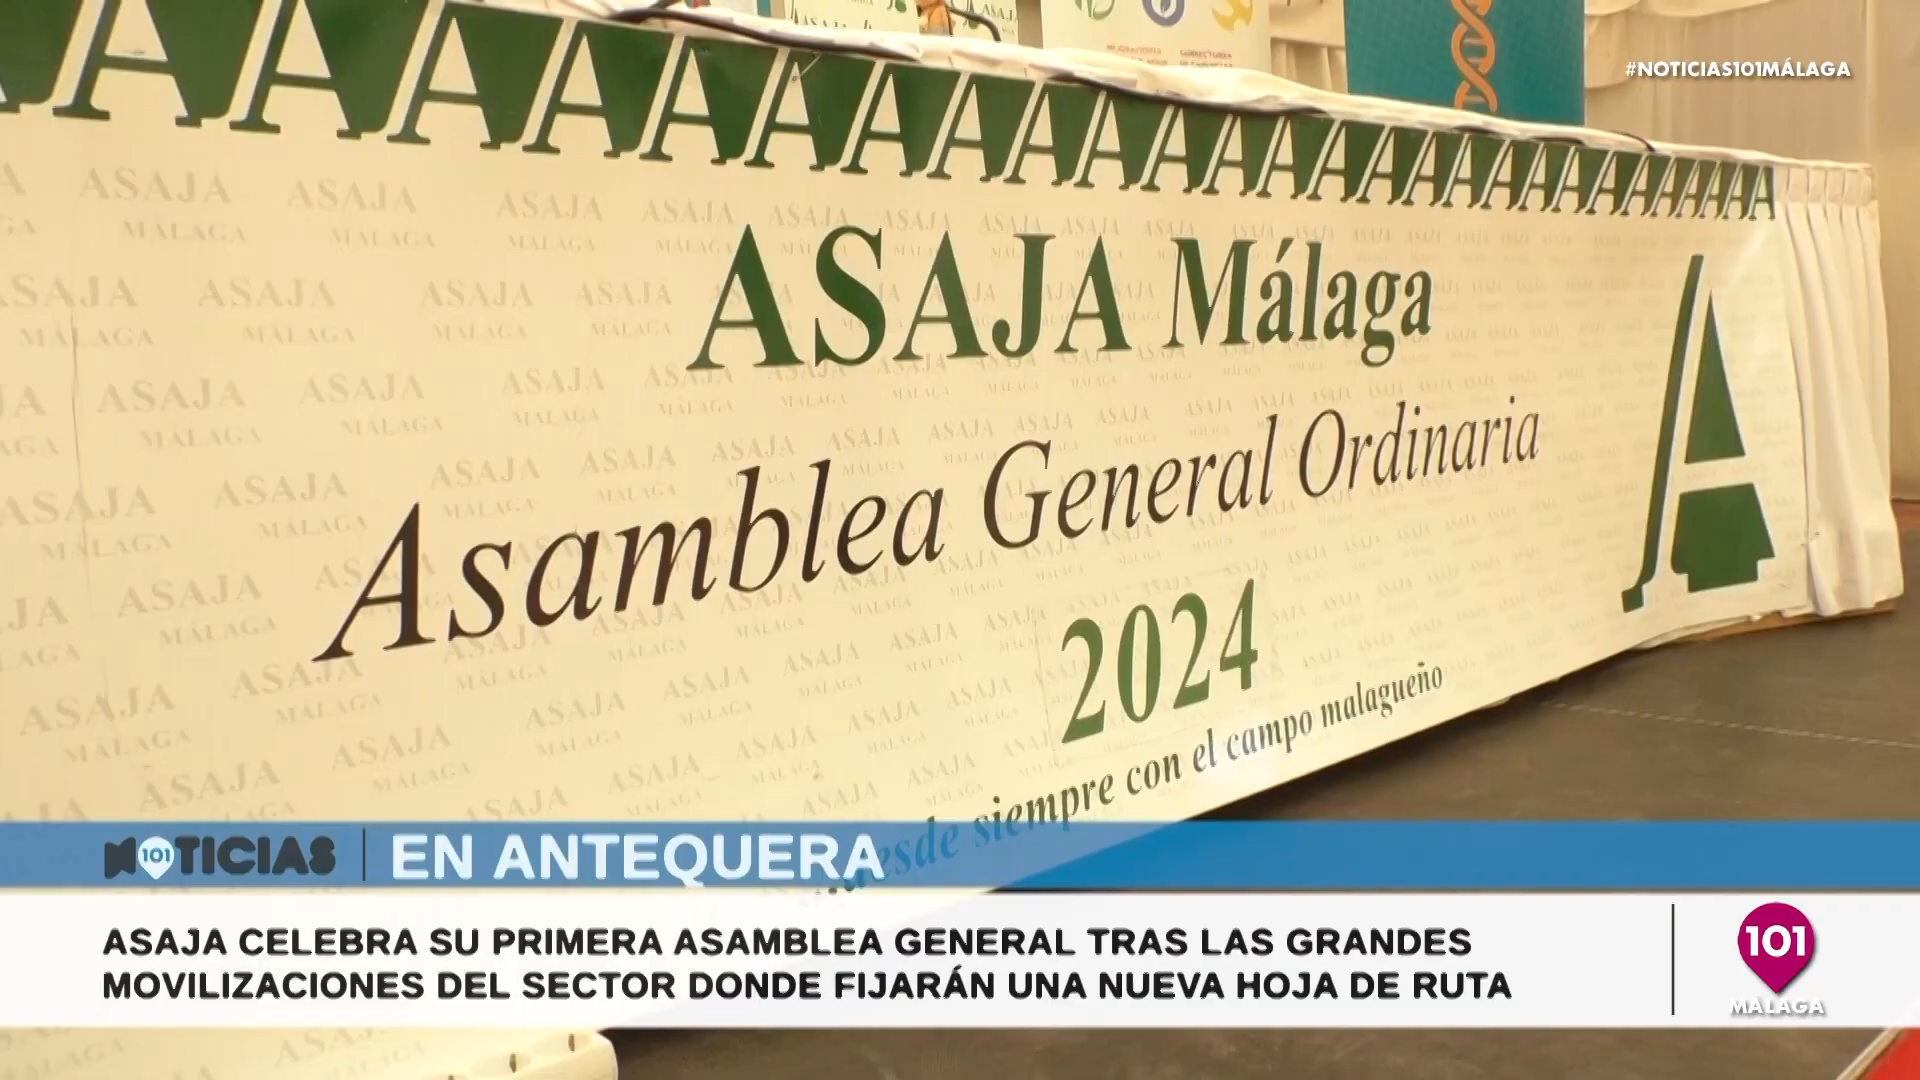 #NOTICIAS101MÁLAGA
ASAJA Málaga
Asamblea General Ordinaria
2024
...desde siempre con el campo malagueño
NOTICIAS
101
EN ANTEQUERA
ASAJA CELEBRA SU PRIMERA ASAMBLEA GENERAL TRAS LAS GRANDES
MOVILIZACIONES DEL SECTOR DONDE FIJARÁN UNA NUEVA HOJA DE RUTA
101
MÁLAGA